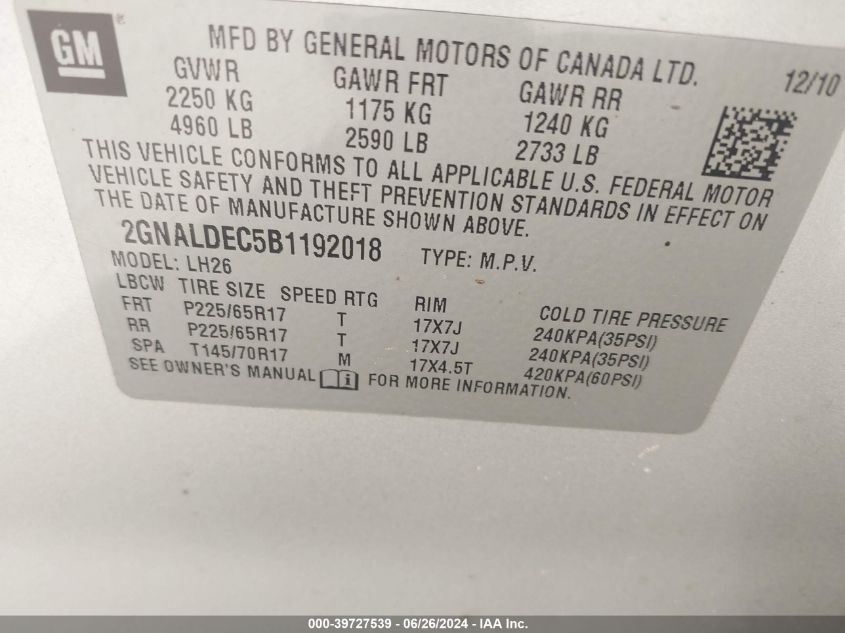 GM
MFD BY GENERAL MOTORS OF CANADA LTD.
12/10
GVWR GAWR FRT GAWR RR
2250 KG 1175 KG 1240 KG
4960 LB 2590 LB 2733 LB
THIS VEHICLE CONFORMS TO ALL APPLICABLE U.S. FEDERAL MOTOR
VEHICLE SAFETY AND THEFT PREVENTION STANDARDS IN EFFECT ON
THE DATE OF MANUFACTURE SHOWN ABOVE.
2GNALDEC5B1192018 TYPE: M.P.V.
MODEL: LH26
LBCW TIRE SIZE SPEED RTG RIM COLD TIRE PRESSURE
FRT P225/65R17 T 17X7J 240KPA(35PSI)
RR P225/65R17 T 17X7J 240KPA(35PSI)
SPA T145/70R17 M 17X4.5T 420KPA(60PSI)
SEE OWNER'S MANUAL FOR MORE INFORMATION.
000-39727539 - 06/26/2024 - IAA Inc.